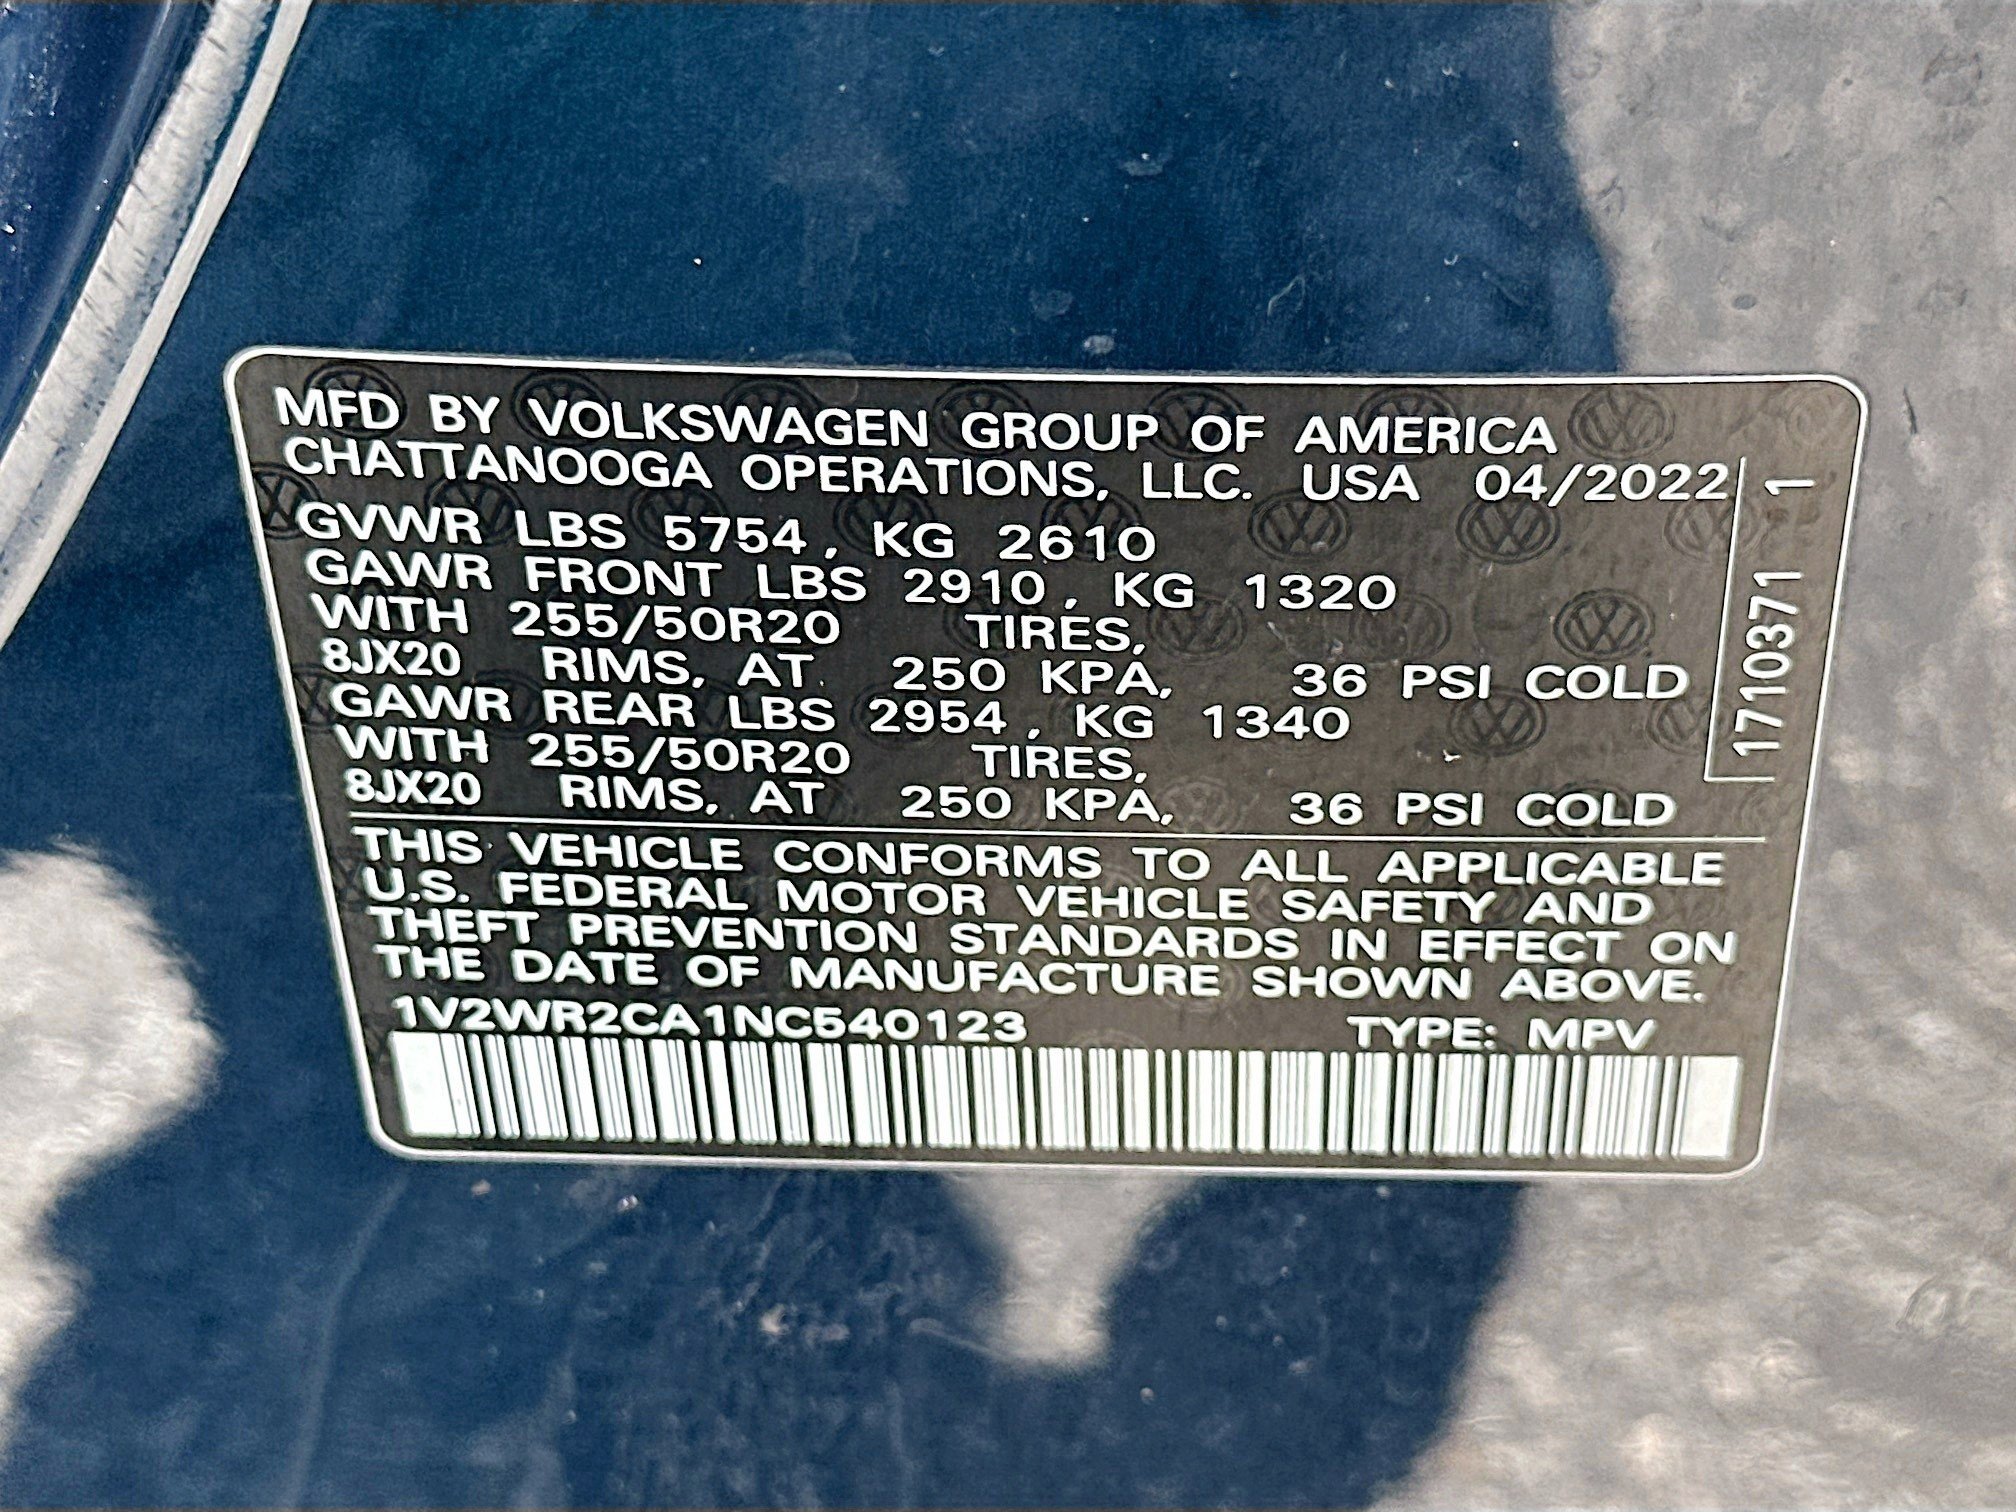 MFD BY VOLKSWAGEN GROUP OF AMERICA
CHATTANOOGA OPERATIONS, LLC. USA 04/2022
GVWR LBS 5754, KG 2610
GAWR FRONT LBS 2910, KG 1320
WITH 255/50R20 TIRES,
8JX20 RIMS, AT 250 KPA, 36 PSI COLD
GAWR REAR LBS 2954, KG 1340
WITH 255/50R20 TIRES,
8JX20 RIMS, AT 250 KPA, 36 PSI COLD
1710371 1
THIS VEHICLE CONFORMS TO ALL APPLICABLE
U.S. FEDERAL MOTOR VEHICLE SAFETY AND
THEFT PREVENTION STANDARDS IN EFFECT ON
THE DATE OF MANUFACTURE SHOWN ABOVE.
1V2WR2CA1NC540123 TYPE: MPV